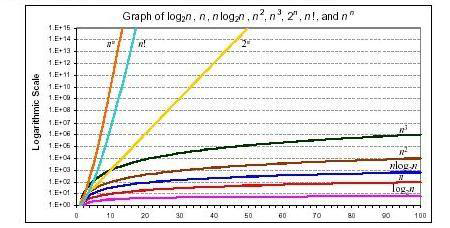 Graph of log₂n, n, n log₂n, n², n³, 2ⁿ, n!, and nⁿ
Logarithmic Scale
1.E+15
1.E+14
1.E+13
1.E+12
1.E+11
1.E+10
1.E+09
1.E+08
1.E+07
1.E+06
1.E+05
1.E+04
1.E+03
1.E+02
1.E+01
1.E+00
nⁿ
n!
2ⁿ
n³
n²
nlog₂n
n
log₂n
0 10 20 30 40 50 60 70 80 90 100